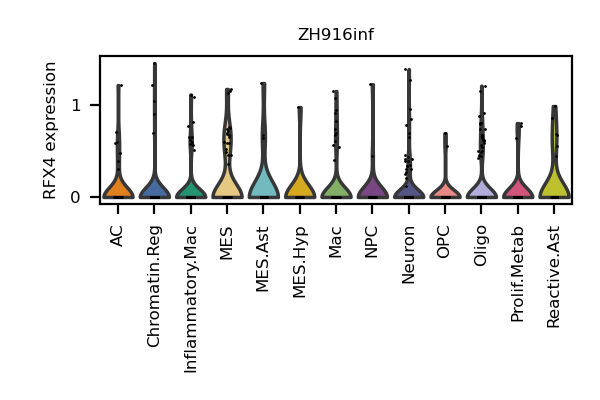 ZH916inf
RFX4 expression
1
0
AC
Chromatin.Reg
Inflammatory.Mac
MES
MES.Ast
MES.Hyp
Mac
NPC
Neuron
OPC
Oligo
Prolif.Metab
Reactive.Ast